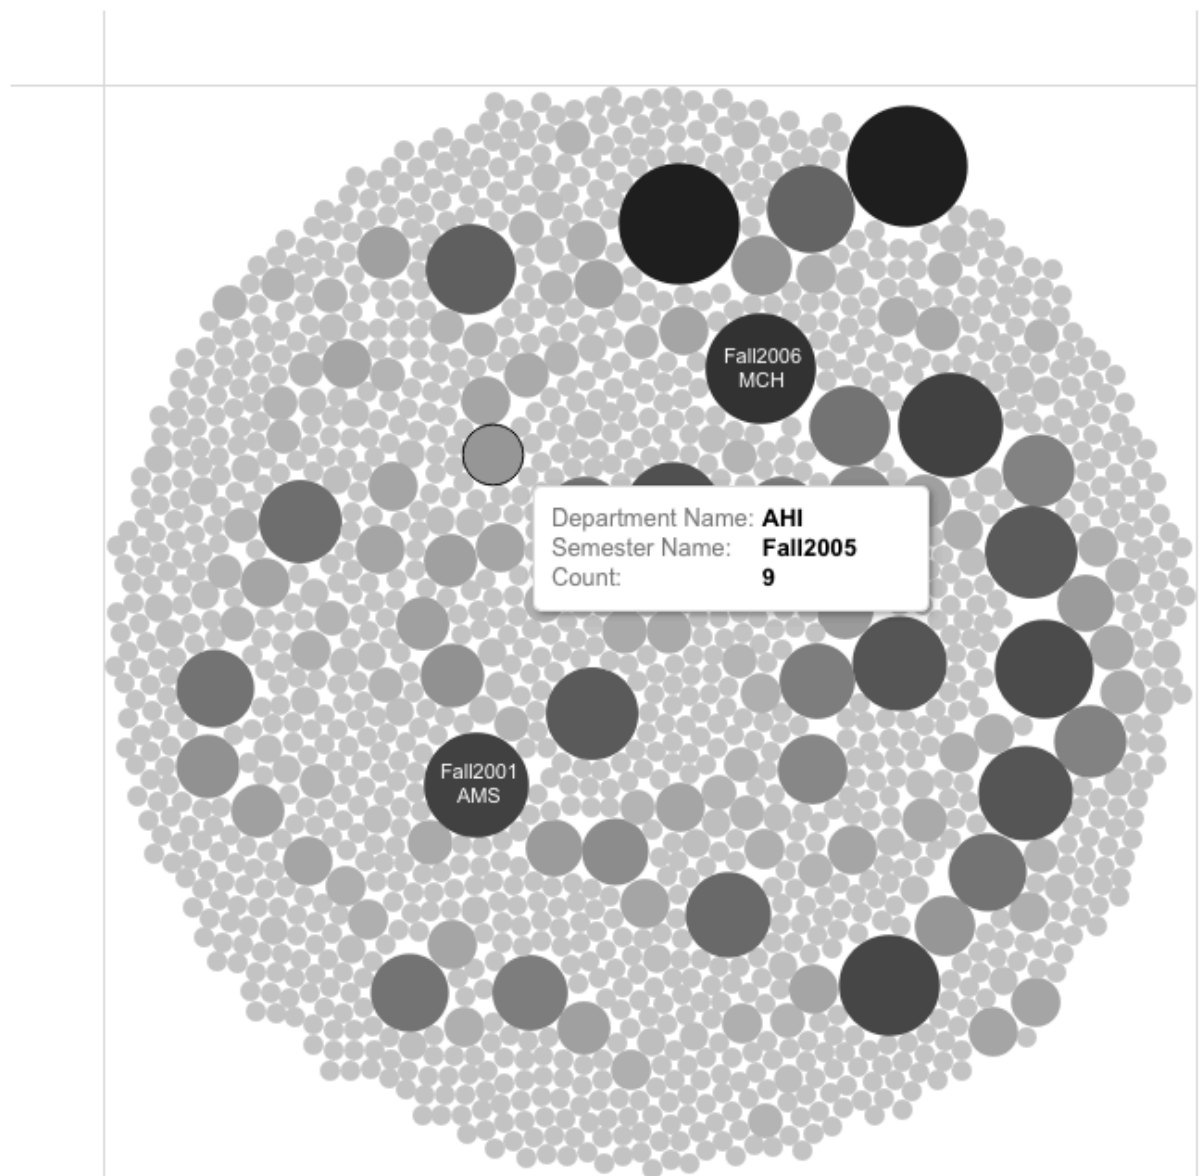 Fall2006
MCH
Department Name: AHI
Semester Name: Fall2005
Count: 9
Fall2001
AMS